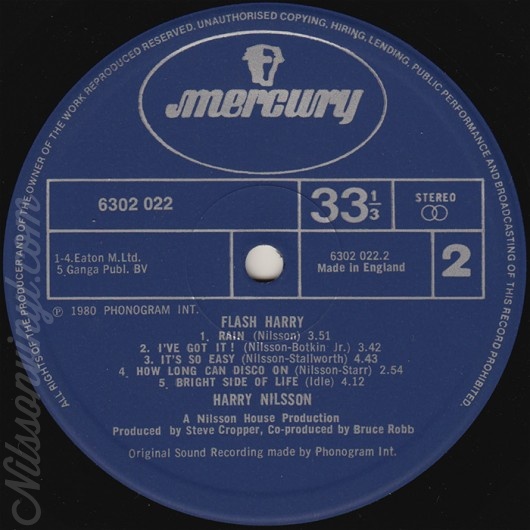 ALL RIGHTS OF THE PRODUCER AND OF THE OWNER OF THE WORK REPRODUCED RESERVED. UNAUTHORISED COPYING, HIRING, LENDING, PUBLIC PERFORMANCE AND BROADCASTING OF THIS RECORD PROHIBITED.
mercury
6302 022
33 1/3
STEREO
1-4.Eaton M.Ltd.
5 Ganga Publ. BV
6302 022.2
Made in England
2
℗ 1980 PHONOGRAM INT.
FLASH HARRY
1. RAIN (Nilsson) 3.51
2. I'VE GOT IT! (Nilsson-Botkin Jr.) 3.42
3. IT'S SO EASY (Nilsson-Stallworth) 4.43
4. HOW LONG CAN DISCO ON (Nilsson-Starr) 2.54
5. BRIGHT SIDE OF LIFE (Idle) 4.12
HARRY NILSSON
A Nilsson House Production
Produced by Steve Cropper, Co-produced by Bruce Robb
Original Sound Recording made by Phonogram Int.
Nilssonvinyl.com